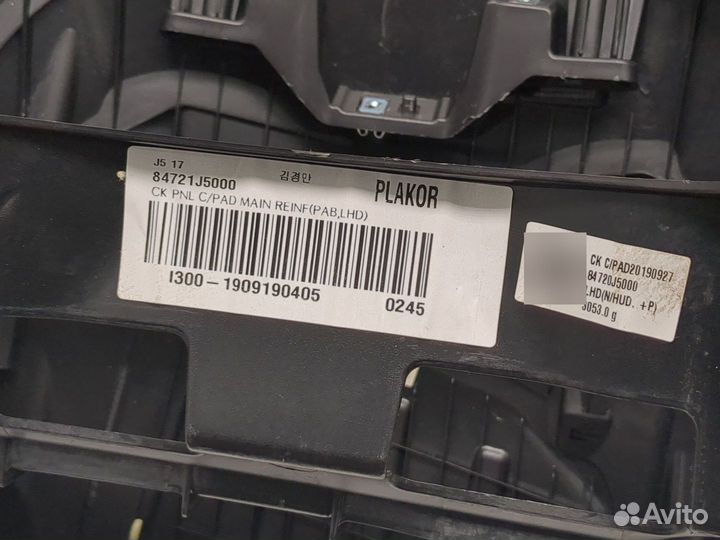 J5 17
84721J5000 김경안 PLAKOR
CK PNL C/PAD MAIN REINF(PAB,LHD)
I300-1909190405 0245
CK C/PAD20190927
84720J5000
LHD(N/HUD, +P)
3053.0 g
Avito